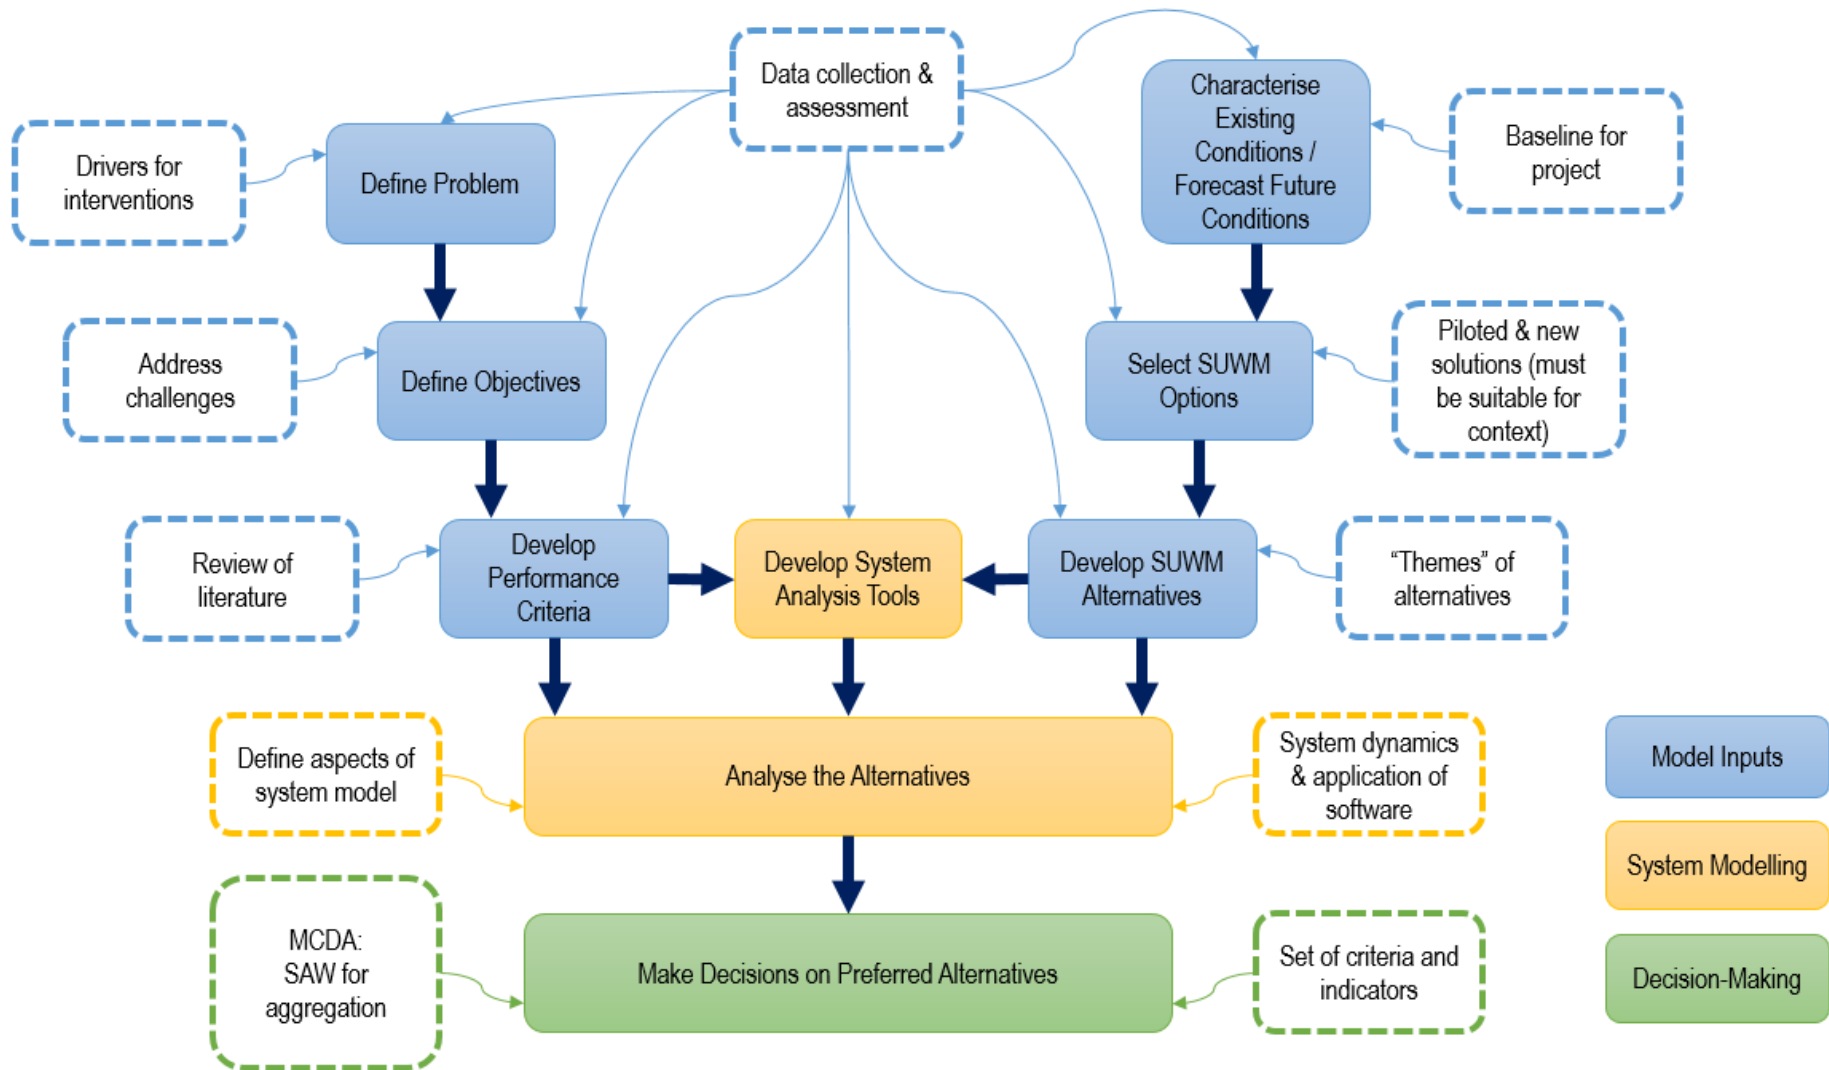 Data collection &
assessment
Characterise
Existing
Conditions /
Forecast Future
Conditions
Drivers for
interventions
Define Problem
Baseline for
project
Address
challenges
Define Objectives
Select SUWM
Options
Piloted & new
solutions (must
be suitable for
context)
Review of
literature
Develop
Performance
Criteria
Develop System
Analysis Tools
Develop SUWM
Alternatives
“Themes” of
alternatives
Define aspects of
system model
Analyse the Alternatives
System dynamics
& application of
software
Model Inputs
System Modelling
MCDA:
SAW for
aggregation
Make Decisions on Preferred Alternatives
Set of criteria and
indicators
Decision-Making